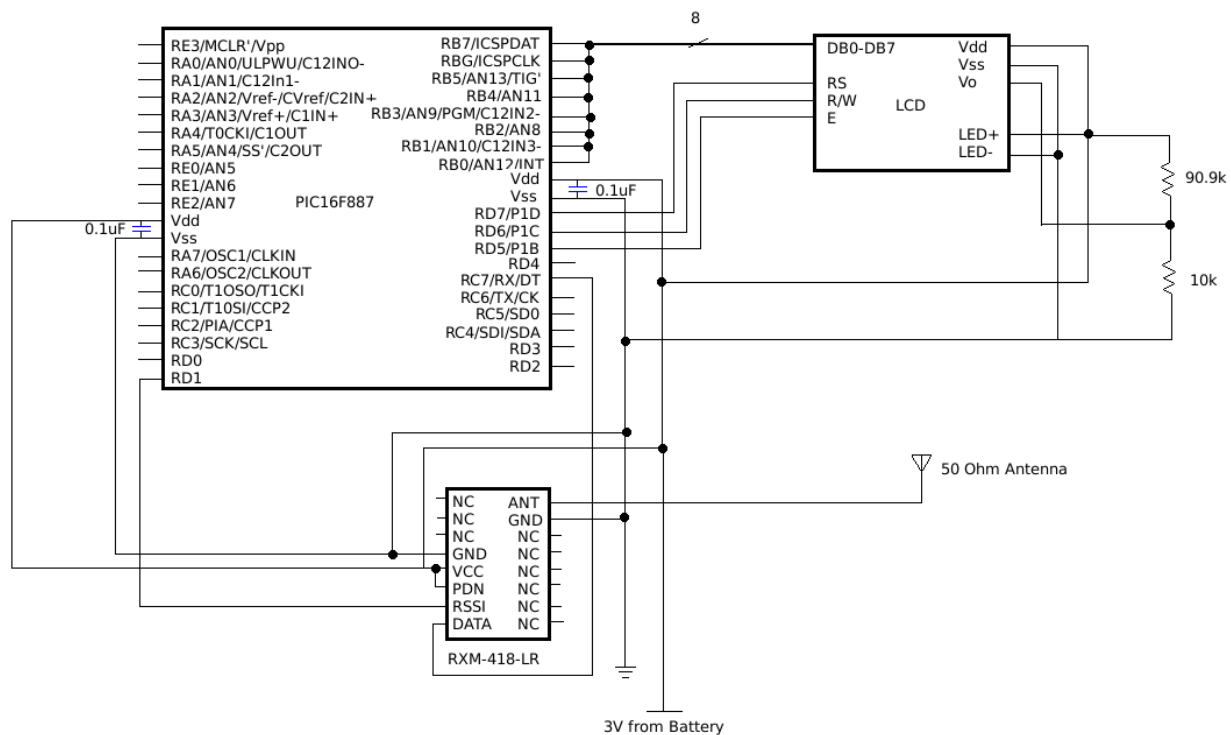 8
RE3/MCLR'/Vpp
RA0/AN0/ULPWU/C12INO-
RA1/AN1/C12In1-
RA2/AN2/Vref-/CVref/C2IN+
RA3/AN3/Vref+/C1IN+
RA4/T0CKI/C1OUT
RA5/AN4/SS'/C2OUT
RE0/AN5
RE1/AN6
RE2/AN7
Vdd
Vss
RA7/OSC1/CLKIN
RA6/OSC2/CLKOUT
RC0/T1OSO/T1CKI
RC1/T10SI/CCP2
RC2/PIA/CCP1
RC3/SCK/SCL
RD0
RD1
0.1uF
PIC16F887
RB7/ICSPDAT
RBG/ICSPCLK
RB5/AN13/TIG'
RB4/AN11
RB3/AN9/PGM/C12IN2-
RB2/AN8
RB1/AN10/C12IN3-
RB0/AN12/INT
Vdd
Vss
RD7/P1D
RD6/P1C
RD5/P1B
RD4
RC7/RX/DT
RC6/TX/CK
RC5/SD0
RC4/SDI/SDA
RD3
RD2
0.1uF
DB0-DB7
RS
R/W
E
LCD
Vdd
Vss
Vo
LED+
LED-
90.9k
10k
50 Ohm Antenna
NC
NC
NC
GND
VCC
PDN
RSSI
DATA
ANT
GND
NC
NC
NC
NC
NC
NC
RXM-418-LR
3V from Battery